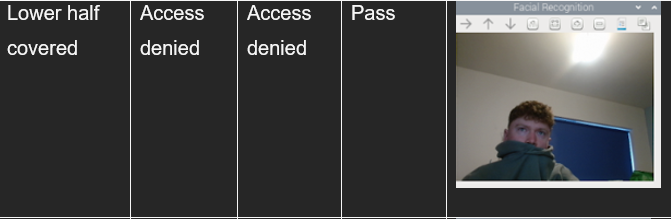 Lower half covered
Access denied
Access denied
Pass
Facial Recognition